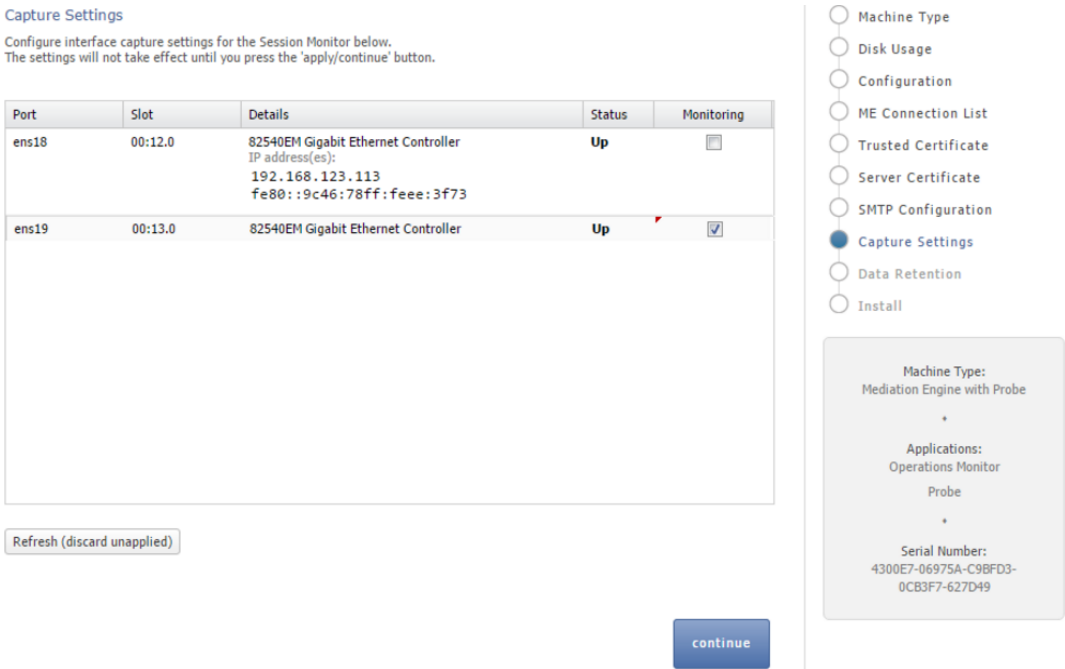 Capture Settings
Configure interface capture settings for the Session Monitor below.
The settings will not take effect until you press the 'apply/continue' button.
Port Slot Details Status Monitoring
ens18 00:12.0 82540EM Gigabit Ethernet Controller Up
IP address(es):
192.168.123.113
fe80::9c46:78ff:feee:3f73
ens19 00:13.0 82540EM Gigabit Ethernet Controller Up
Refresh (discard unapplied)
continue
Machine Type
Disk Usage
Configuration
ME Connection List
Trusted Certificate
Server Certificate
SMTP Configuration
Capture Settings
Data Retention
Install
Machine Type:
Mediation Engine with Probe
*
Applications:
Operations Monitor
Probe
*
Serial Number:
4300E7-06975A-C9BFD3-
0CB3F7-627D49